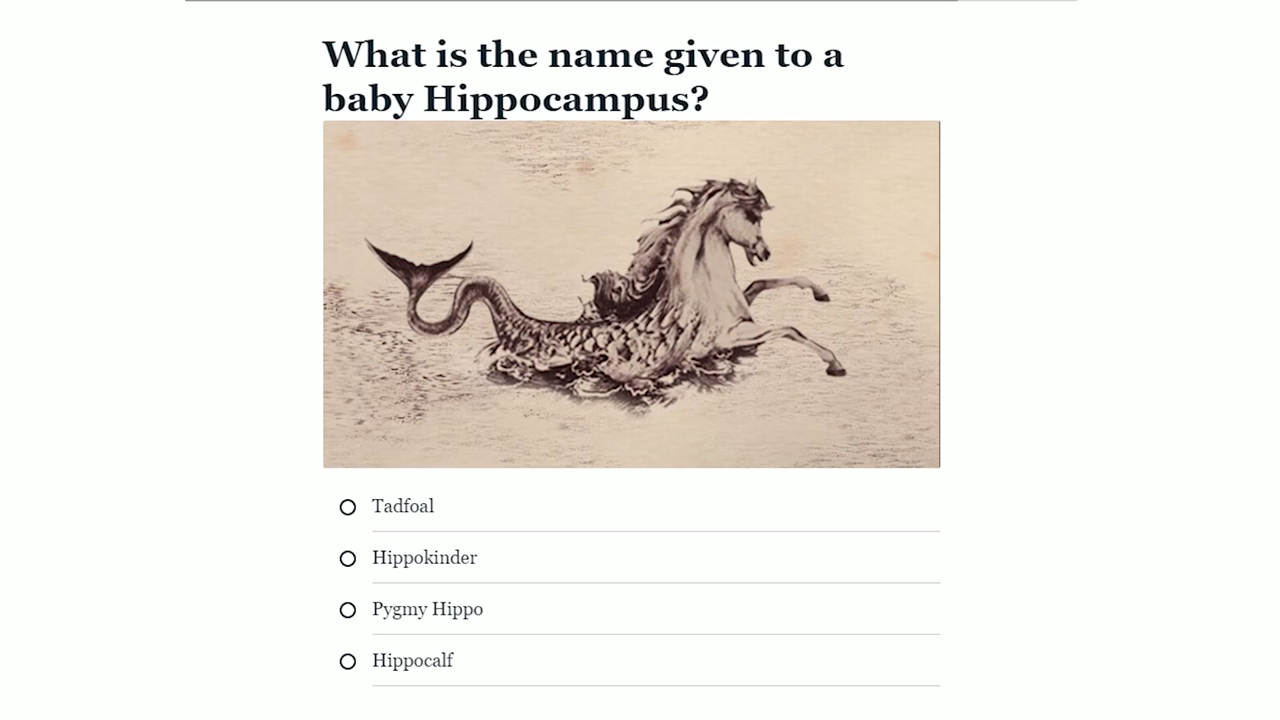 What is the name given to a
baby Hippocampus?
Tadfoal
Hippokinder
Pygmy Hippo
Hippocalf